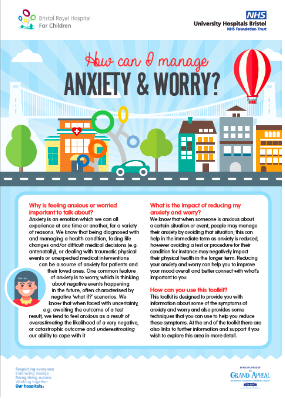 Bristol Royal Hospital
For Children
NHS
University Hospitals Bristol
NHS Foundation Trust
How can I manage
ANXIETY & WORRY?
Why is feeling anxious or worried
important to talk about?
Anxiety is an emotion which we can all
experience at one time or another, for a
variety of reasons. We know that being diagnosed with
and managing a health condition, facing life
changes and/or difficult medical decisions (e.g.
antenatally), or dealing with traumatic physical
events or unexpected medical interventions
can be a source of anxiety for patients and
their loved ones. One common feature
of anxiety is to worry, which is thinking
about negative events happening
in the future, often characterised by
negative 'what if?' scenarios. We
know that when faced with uncertainty,
e.g. awaiting the outcome of a test
result, we tend to feel anxious as a result of
overestimating the likelihood of a very negative,
or catastrophic outcome and underestimating
our ability to cope with it
What is the impact of reducing my
anxiety and worry?
We know that when someone is anxious about
a certain situation or event, people may manage
their anxiety by avoiding that situation, this can
help in the immediate term as anxiety is reduced,
however avoiding a test or procedure for their
condition for instance may negatively impact
their physical health in the longer term. Reducing
your anxiety and worry can help you to improve
your mood overall and better connect with what's
important to you
How can you use this toolkit?
This toolkit is designed to provide you with
information about some of the symptoms of
anxiety and worry and also provides some
techniques that you can use to help you reduce
these symptoms. At the end of the toolkit there are
also links to further information and support if you
wish to explore this area in more detail.
Respecting everyone
Embracing change
Recognising success
Working together
Our hospitals.
GRAND APPEAL